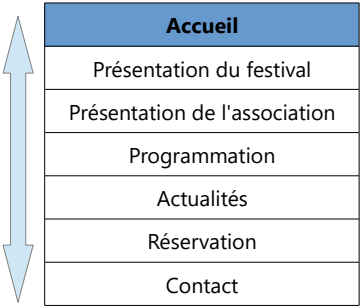 Accueil
Présentation du festival
Présentation de l'association
Programmation
Actualités
Réservation
Contact